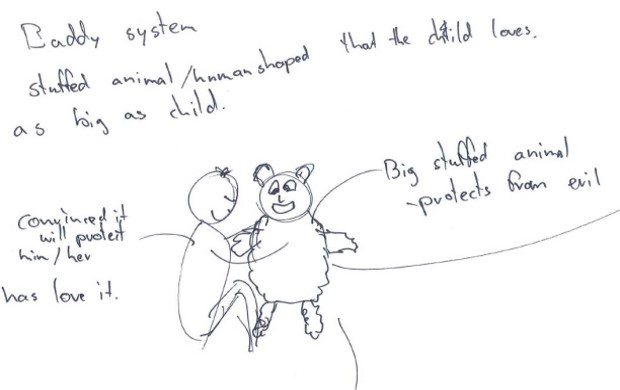 Buddy system
stuffed animal/human shaped that the child loves.
as big as child.
Big stuffed animal
-protects from evil
convinced it
will protect
him/her
has love it.